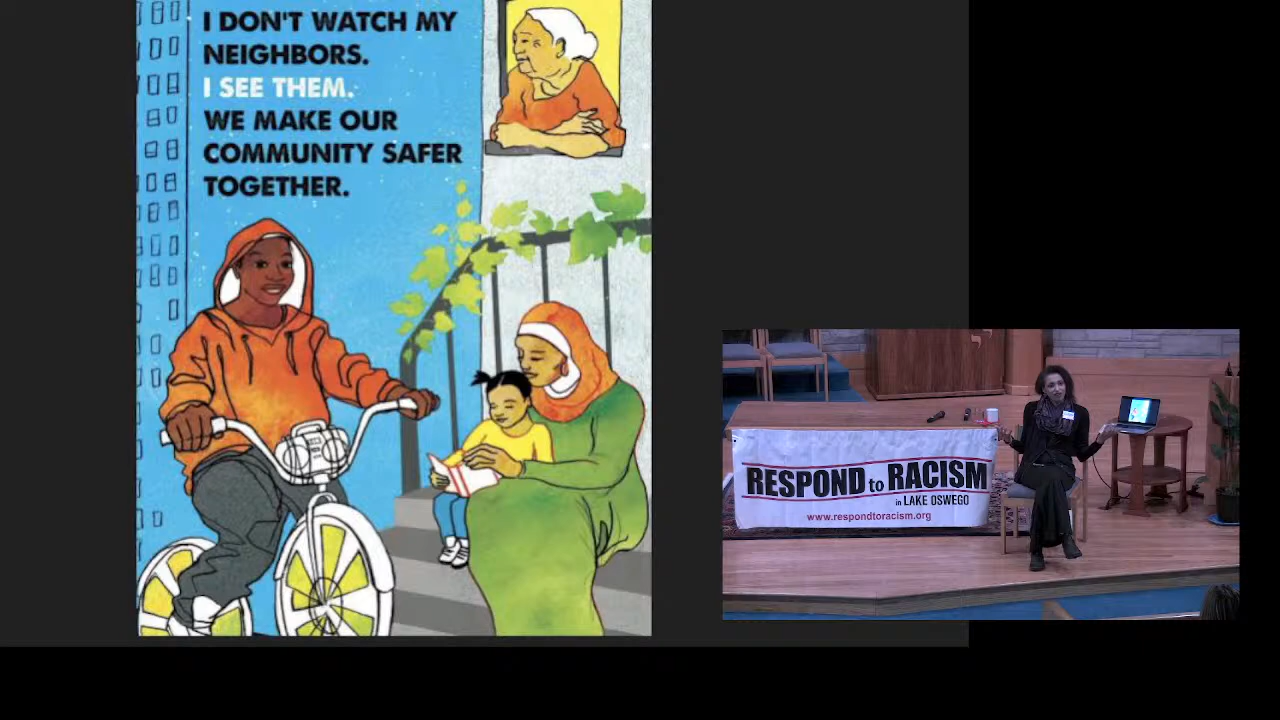 I DON'T WATCH MY
NEIGHBORS.
I SEE THEM.
WE MAKE OUR
COMMUNITY SAFER
TOGETHER.
RESPOND to RACISM
in LAKE OSWEGO
www.respondtoracism.org